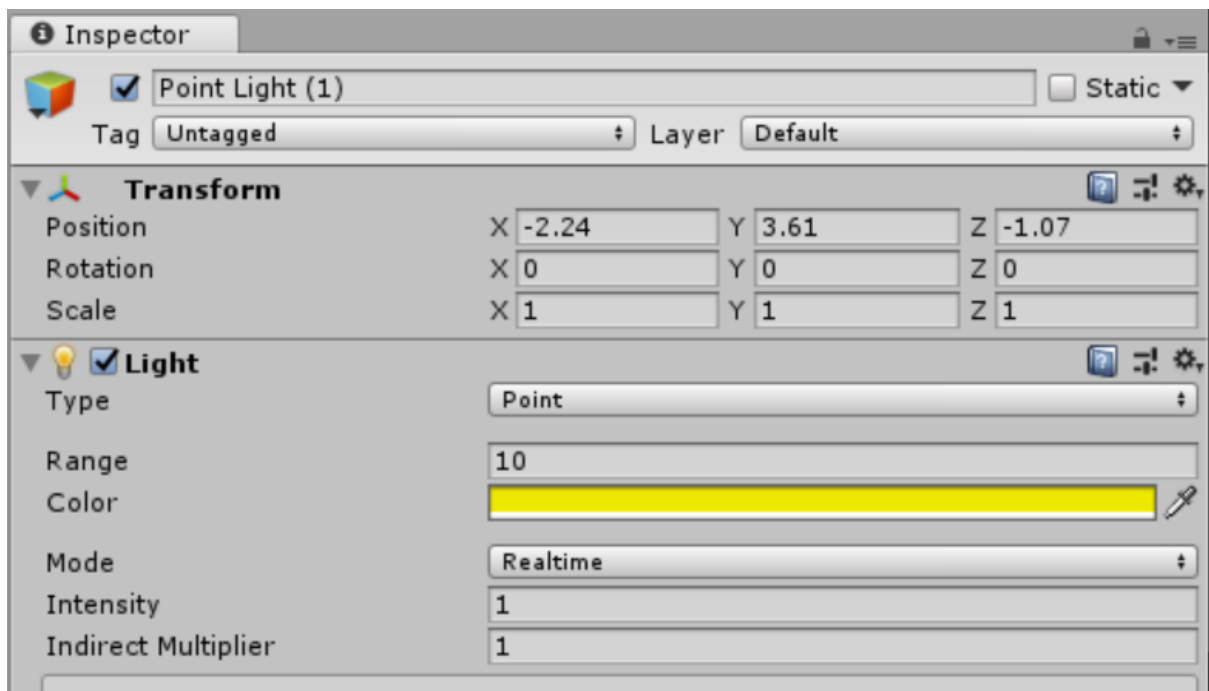 Inspector
Point Light (1) Static
Tag Untagged Layer Default
Transform
Position X -2.24 Y 3.61 Z -1.07
Rotation X 0 Y 0 Z 0
Scale X 1 Y 1 Z 1
Light
Type Point
Range 10
Color
Mode Realtime
Intensity 1
Indirect Multiplier 1